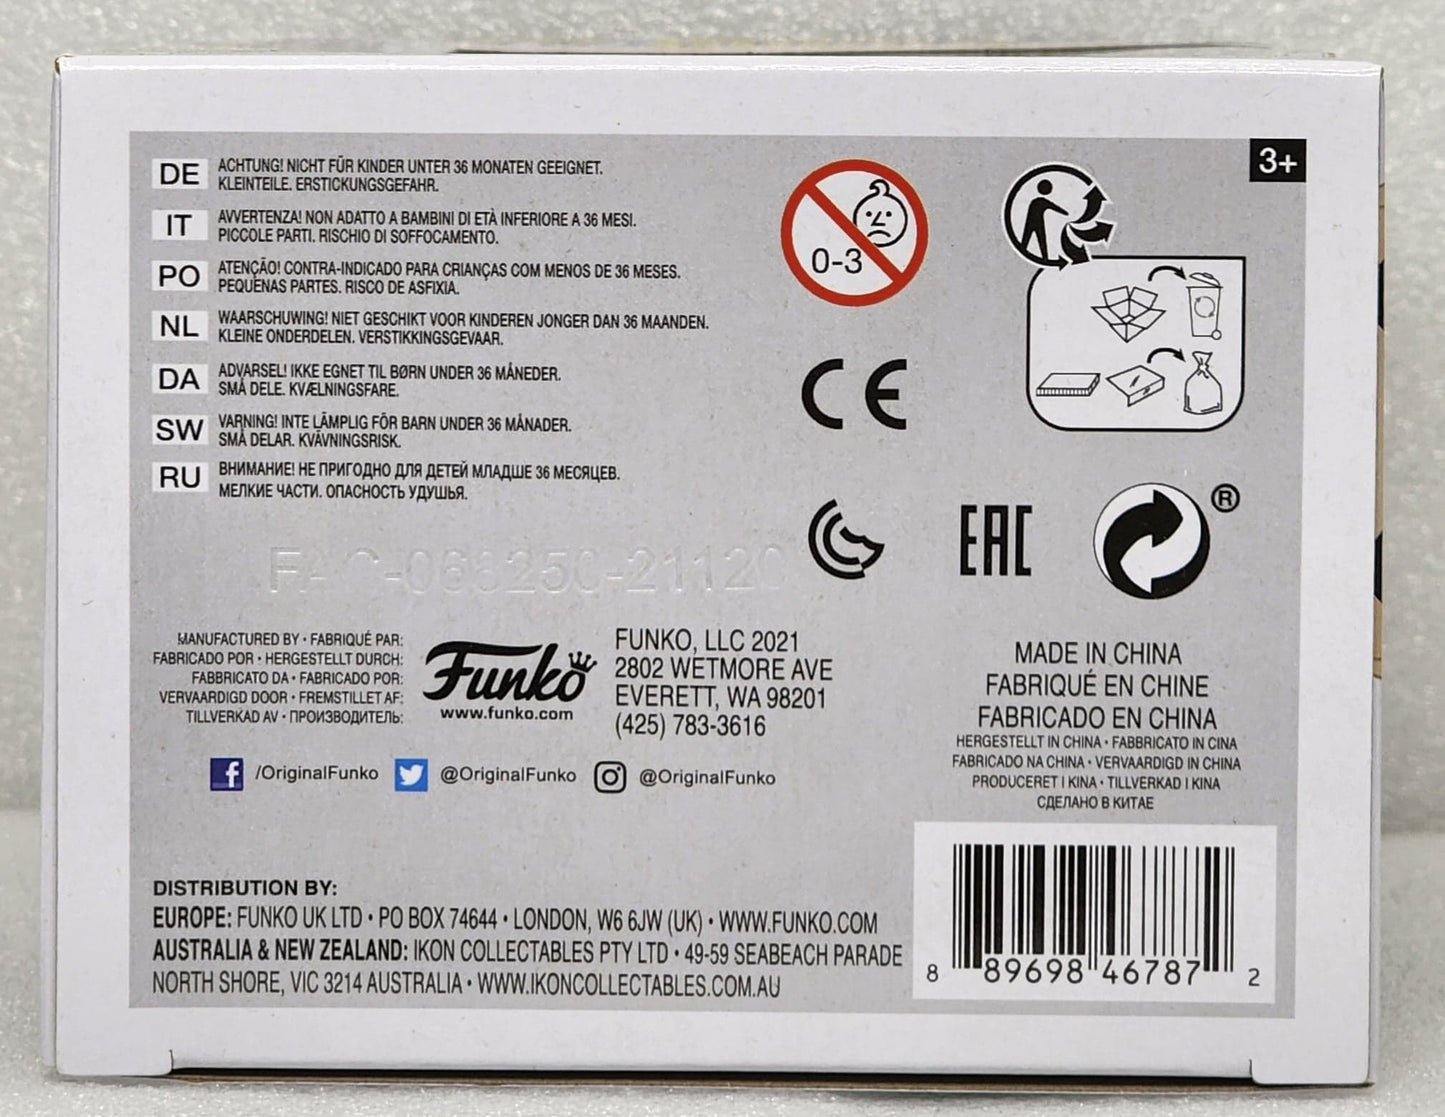 DE ACHTUNG! NICHT FÜR KINDER UNTER 36 MONATEN GEEIGNET.
KLEINTEILE. ERSTICKUNGSGEFAHR.
IT AVVERTENZA! NON ADATTO A BAMBINI DI ETÀ INFERIORE A 36 MESI.
PICCOLE PARTI. RISCHIO DI SOFFOCAMENTO.
PO ATENÇÃO! CONTRA-INDICADO PARA CRIANÇAS COM MENOS DE 36 MESES.
PEQUENAS PARTES. RISCO DE ASFIXIA.
NL WAARSCHUWING! NIET GESCHIKT VOOR KINDEREN JONGER DAN 36 MAANDEN.
KLEINE ONDERDELEN. VERSTIKKINGSGEVAAR.
DA ADVARSEL! IKKE EGNET TIL BØRN UNDER 36 MÅNEDER.
SMÅ DELE. KVÆLNINGSFARE.
SW VARNING! INTE LÄMPLIG FÖR BARN UNDER 36 MÅNADER.
SMÅ DELAR. KVÄVNINGSRISK.
RU ВНИМАНИЕ! НЕ ПРИГОДНО ДЛЯ ДЕТЕЙ МЛАДШЕ 36 МЕСЯЦЕВ.
МЕЛКИЕ ЧАСТИ. ОПАСНОСТЬ УДУШЬЯ.
0-3
3+
CE
EAC
®
MANUFACTURED BY • FABRIQUÉ PAR:
FABRICADO POR • HERGESTELLT DURCH:
FABBRICATO DA • FABRICADO POR:
VERVAARDIGD DOOR • FREMSTILLET AF:
TILLVERKAD AV • ПРОИЗВОДИТЕЛЬ:
Funko
www.funko.com
FUNKO, LLC 2021
2802 WETMORE AVE
EVERETT, WA 98201
(425) 783-3616
MADE IN CHINA
FABRIQUÉ EN CHINE
FABRICADO EN CHINA
HERGESTELLT IN CHINA • FABBRICATO IN CINA
FABRICADO NA CHINA • VERVAARDIGD IN CHINA
PRODUCERET I KINA • TILLVERKAD I KINA
СДЕЛАНО В КИТАЕ
/OriginalFunko @OriginalFunko @OriginalFunko
DISTRIBUTION BY:
EUROPE: FUNKO UK LTD • PO BOX 74644 • LONDON, W6 6JW (UK) • WWW.FUNKO.COM
AUSTRALIA & NEW ZEALAND: IKON COLLECTABLES PTY LTD • 49-59 SEABEACH PARADE
NORTH SHORE, VIC 3214 AUSTRALIA • WWW.IKONCOLLECTABLES.COM.AU
8 89698 46787 2